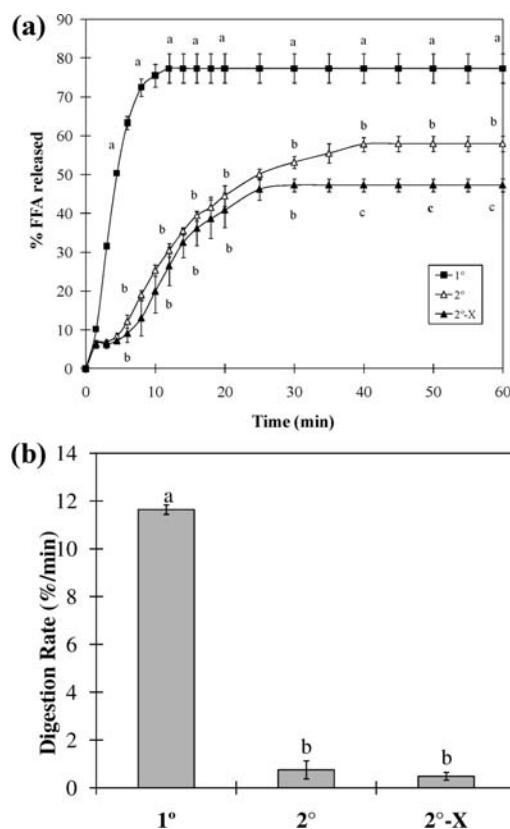 (a)
90
a a a a a a a
80
a
70
60
a
b b b
50
b
b
40
b
c c c
b
30
b
b
b
20
b
b
10
b
0
% FFA released
1°
2°
2°-X
0 10 20 30 40 50 60
Time (min)
(b)
14
12
10
8
6
4
2
0
Digestion Rate (%/min)
a
b
b
1° 2° 2°-X